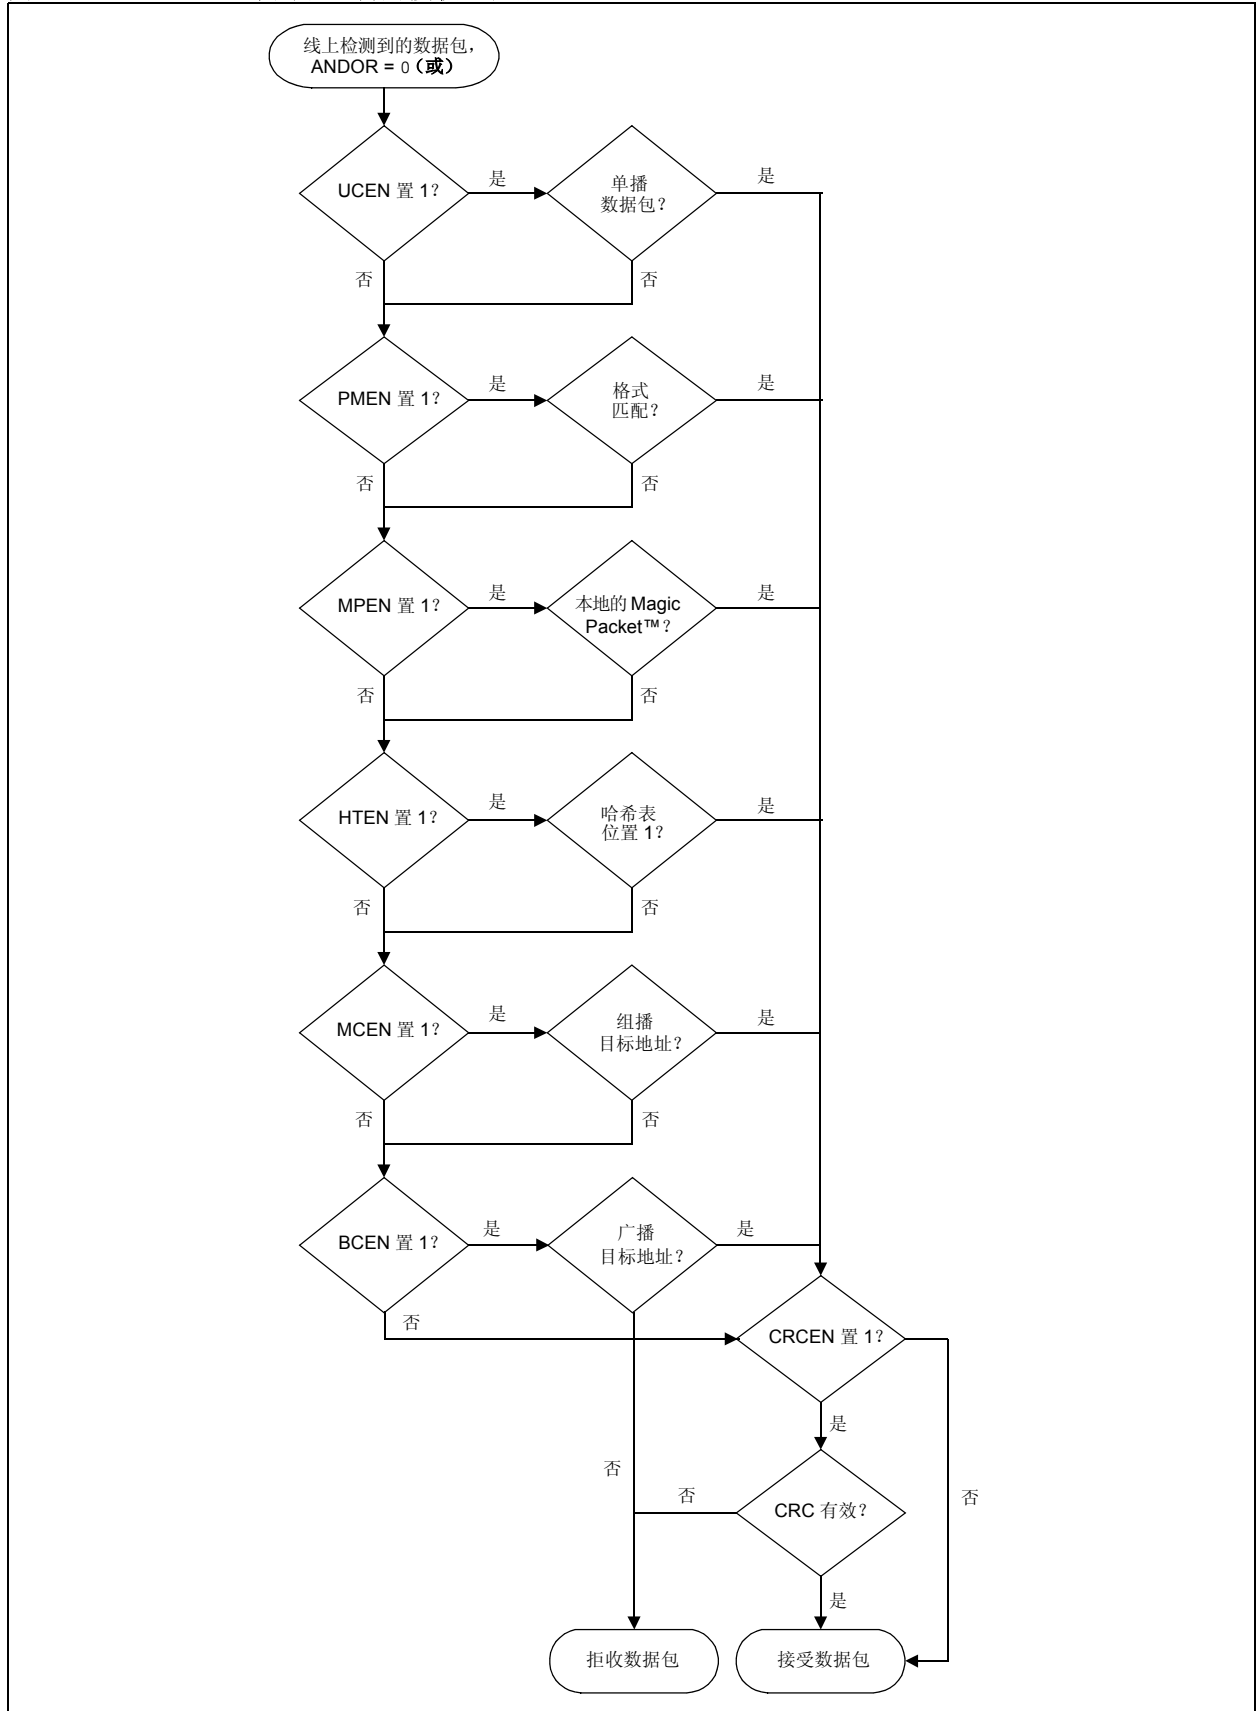 线上检测到的数据包，
ANDOR = 0（或）
UCEN 置 1？
是
单播
数据包？
是
否
否
PMEN 置 1？
是
格式
匹配？
是
否
否
MPEN 置 1？
是
本地的 Magic
Packet™？
是
否
否
HTEN 置 1？
是
哈希表
位置 1？
是
否
否
MCEN 置 1？
是
组播
目标地址？
是
否
否
BCEN 置 1？
是
广播
目标地址？
是
否
CRCEN 置 1？
是
否
否
否
CRC 有效？
是
拒收数据包
接受数据包